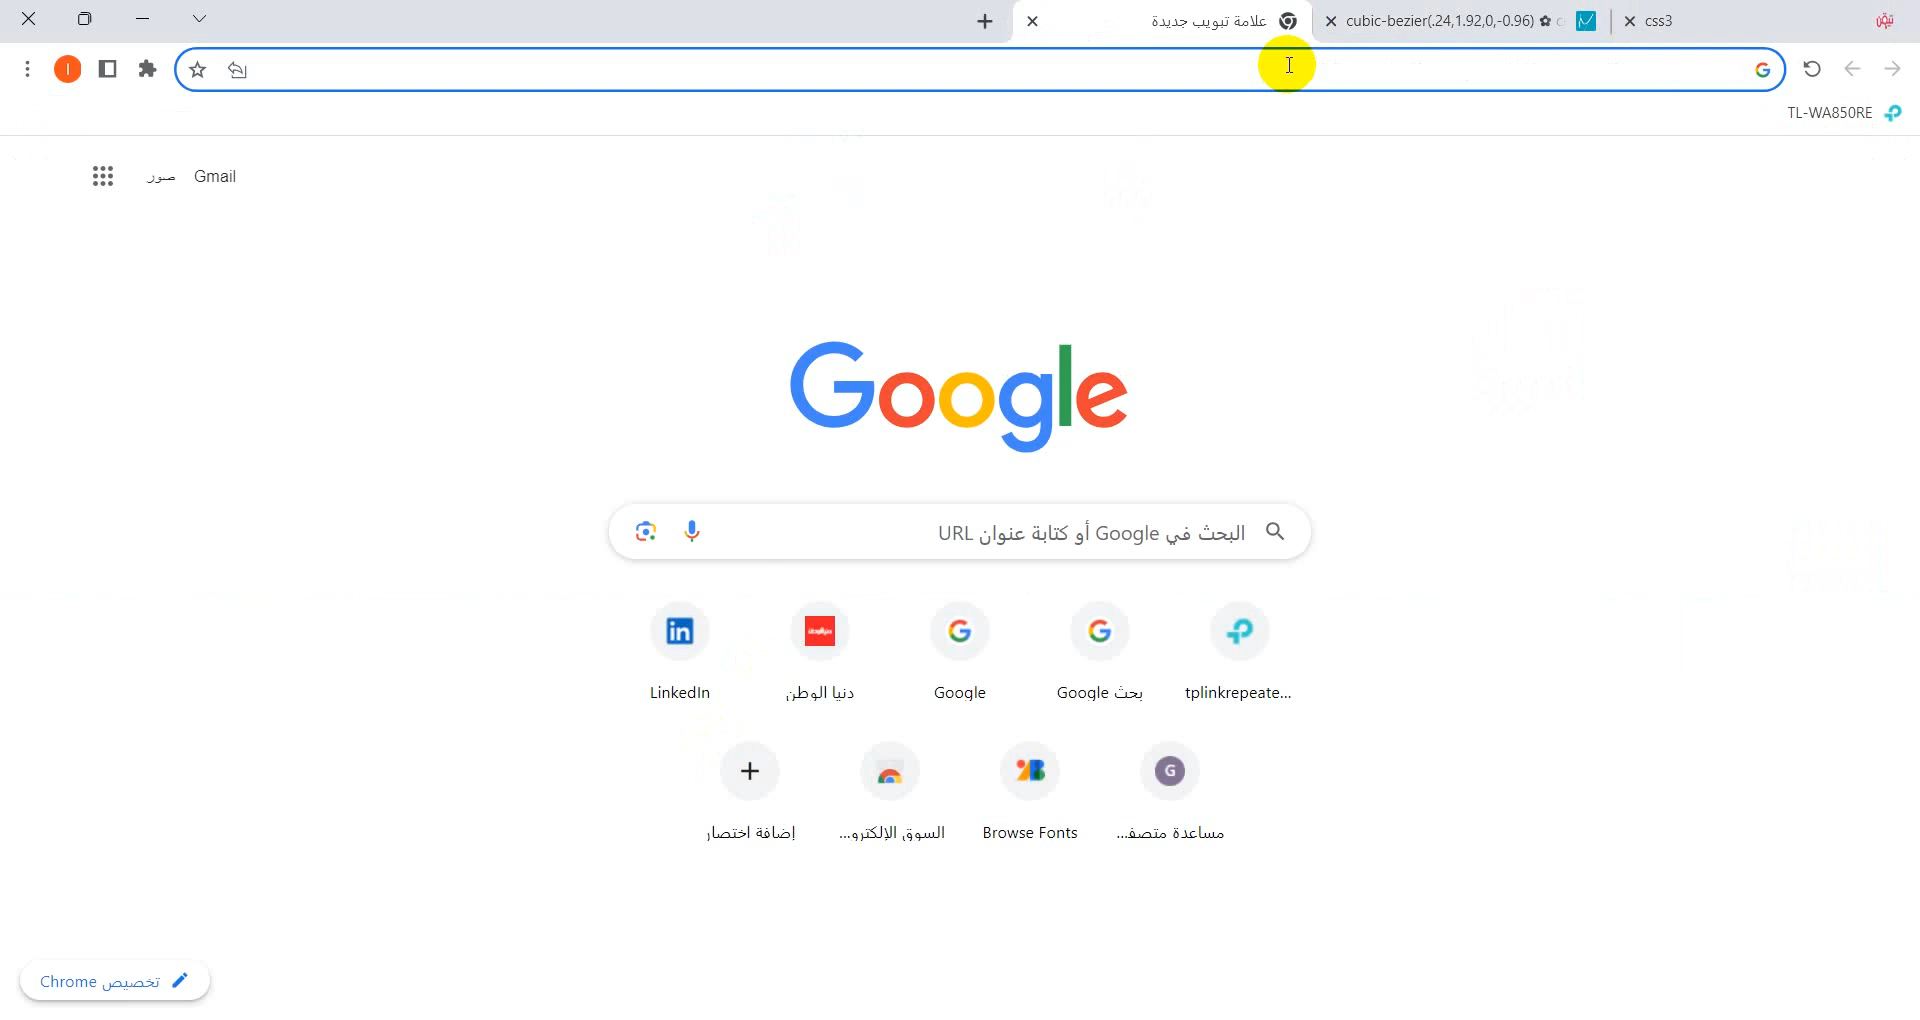 تيقن
css3
cubic-bezier(.24,1.92,0,-0.96) ✿ c
علامة تبويب جديدة
TL-WA850RE
Gmail
صور
Google
البحث في Google أو كتابة عنوان URL
tplinkrepeate...
بحث Google
Google
دنيا الوطن
LinkedIn
G
مساعدة متصف...
Browse Fonts
السوق الإلكترو...
إضافة اختصار
تخصيص Chrome